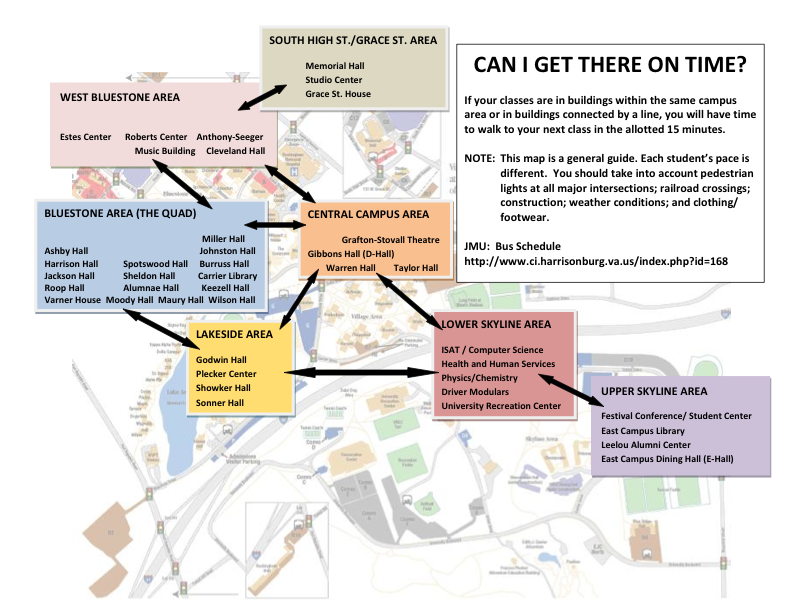 SOUTH HIGH ST./GRACE ST. AREA
Memorial Hall
Studio Center
Grace St. House
CAN I GET THERE ON TIME?
If your classes are in buildings within the same campus
area or in buildings connected by a line, you will have time
to walk to your next class in the allotted 15 minutes.
NOTE: This map is a general guide. Each student's pace is
different. You should take into account pedestrian
lights at all major intersections; railroad crossings;
construction; weather conditions; and clothing/
footwear.
JMU: Bus Schedule
http://www.ci.harrisonburg.va.us/index.php?id=168
WEST BLUESTONE AREA
Estes Center Roberts Center Anthony-Seeger
Music Building Cleveland Hall
BLUESTONE AREA (THE QUAD)
Miller Hall
Ashby Hall Johnston Hall
Harrison Hall Spotswood Hall Burruss Hall
Jackson Hall Sheldon Hall Carrier Library
Roop Hall Alumnae Hall Keezell Hall
Varner House Moody Hall Maury Hall Wilson Hall
CENTRAL CAMPUS AREA
Grafton-Stovall Theatre
Gibbons Hall (D-Hall)
Warren Hall Taylor Hall
LAKESIDE AREA
Godwin Hall
Plecker Center
Showker Hall
Sonner Hall
LOWER SKYLINE AREA
ISAT / Computer Science
Health and Human Services
Physics/Chemistry
Driver Modulars
University Recreation Center
UPPER SKYLINE AREA
Festival Conference/ Student Center
East Campus Library
Leelou Alumni Center
East Campus Dining Hall (E-Hall)
Village Area
Skyline Area